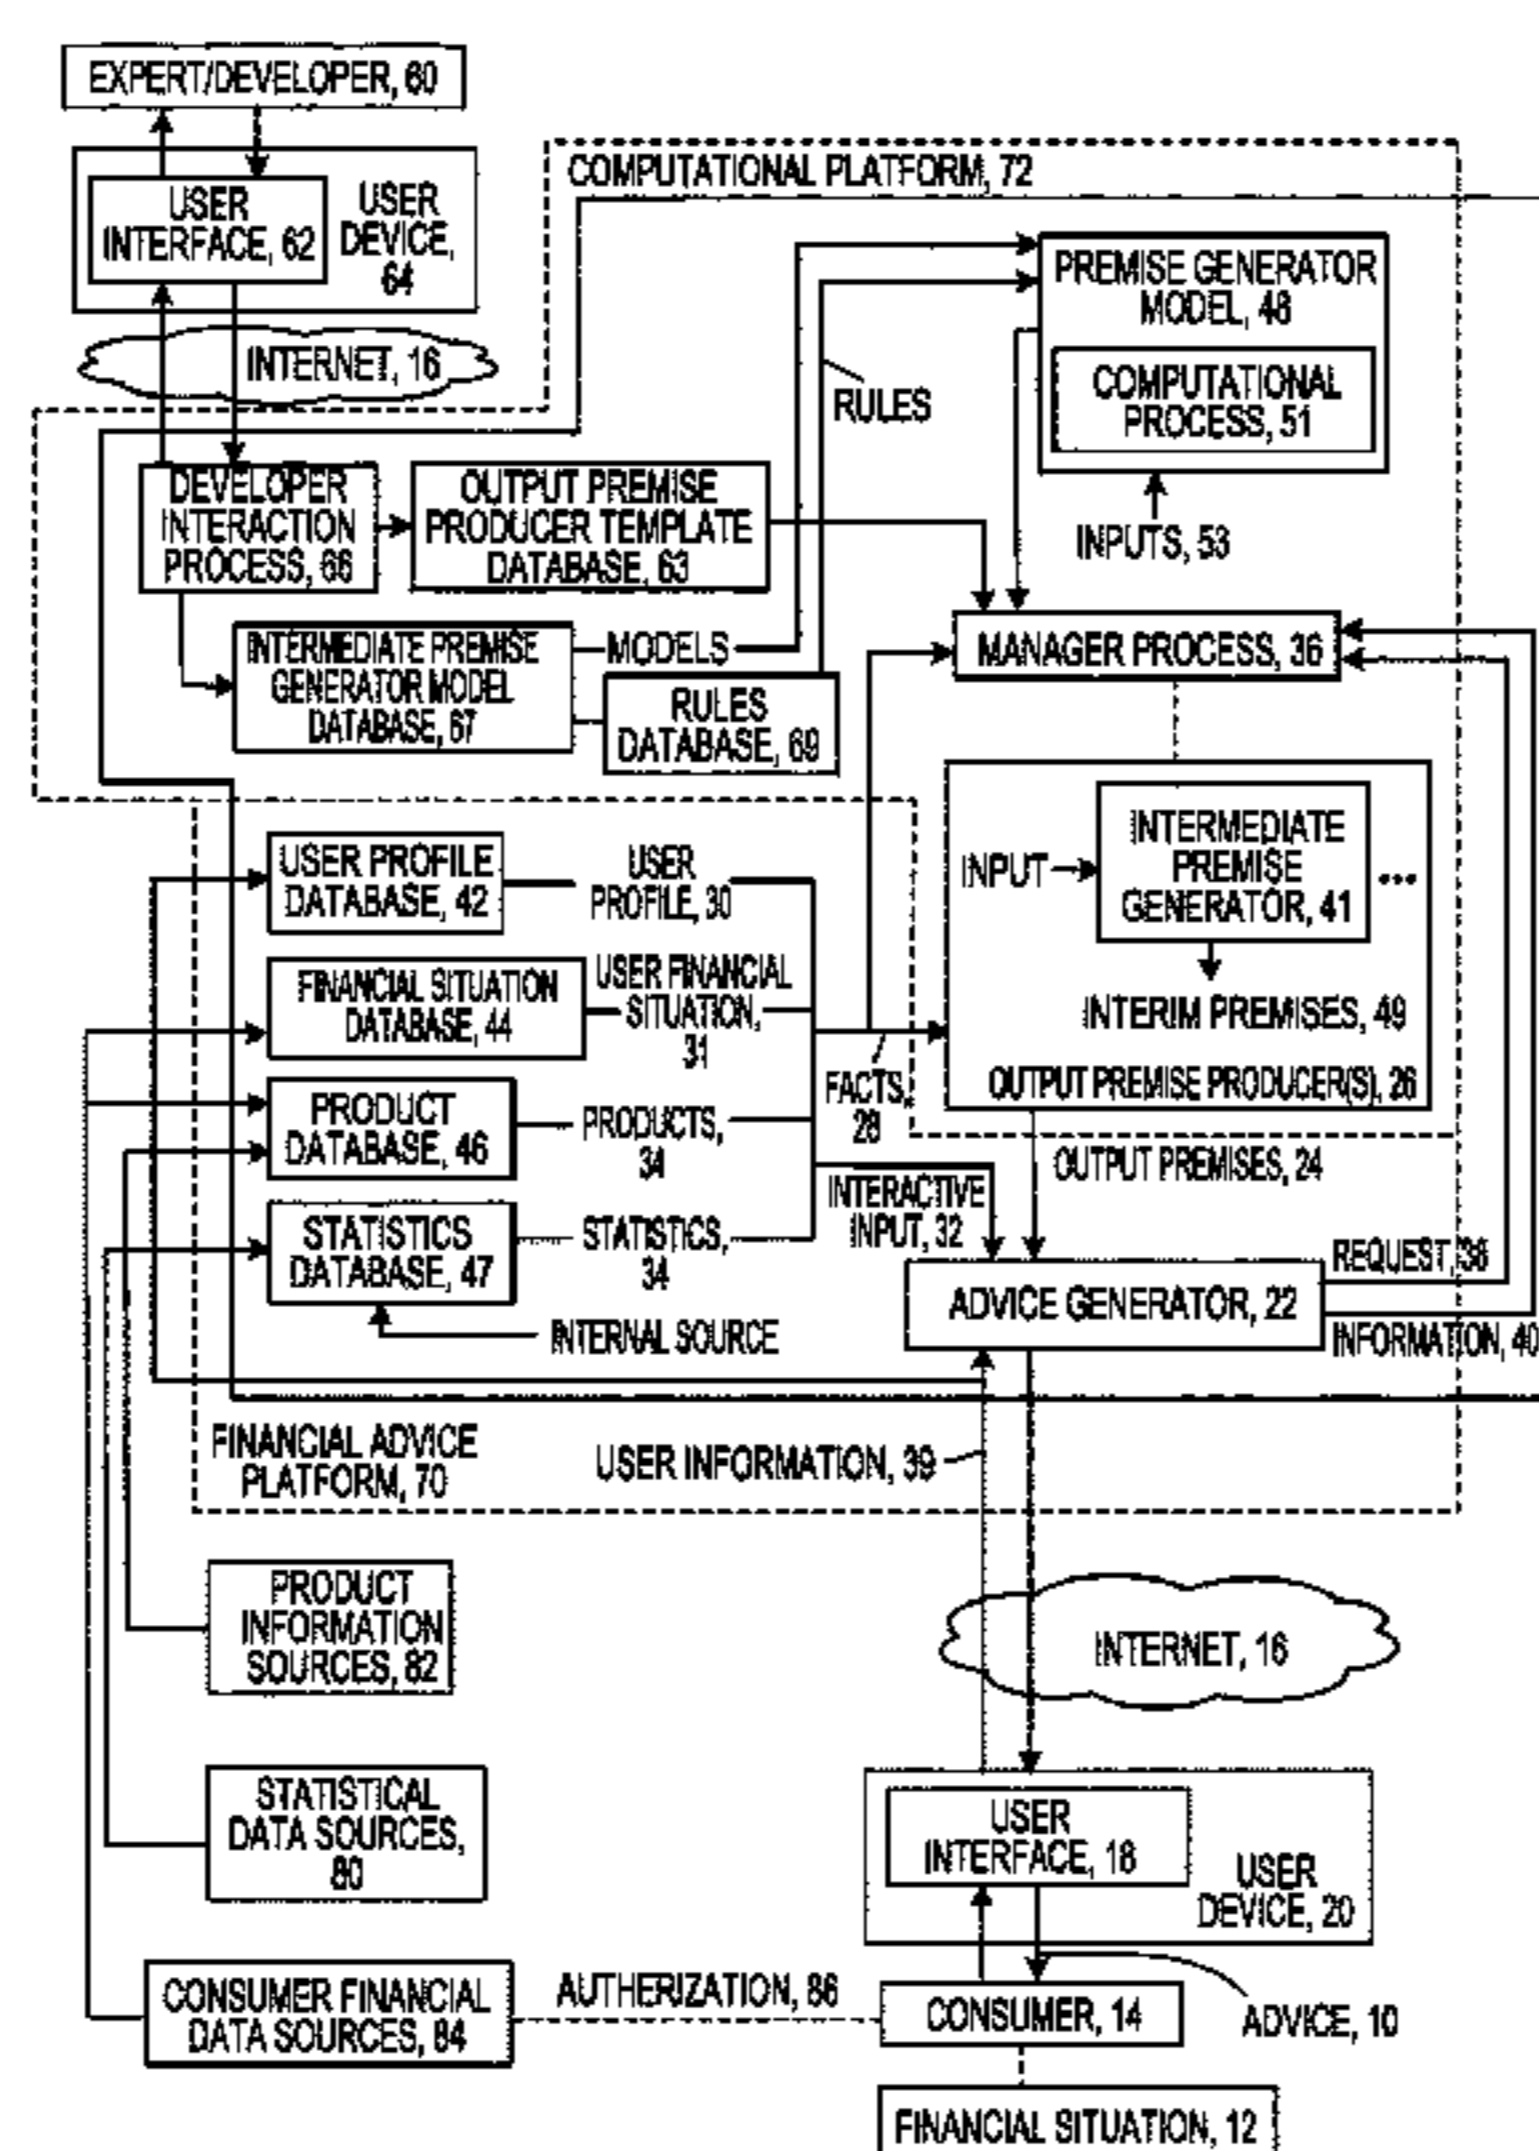 EXPERT/DEVELOPER, 60
USER
INTERFACE, 62
USER
DEVICE,
64
INTERNET, 16
COMPUTATIONAL PLATFORM, 72
PREMISE GENERATOR
MODEL, 48
COMPUTATIONAL
PROCESS, 51
RULES
INPUTS, 53
DEVELOPER
INTERACTION
PROCESS, 66
OUTPUT PREMISE
PRODUCER TEMPLATE
DATABASE, 63
INTERMEDIATE PREMISE
GENERATOR MODEL
DATABASE, 67
MODELS
RULES
DATABASE, 69
MANAGER PROCESS, 36
INPUT
INTERMEDIATE
PREMISE
GENERATOR, 41
...
INTERIM PREMISES, 49
OUTPUT PREMISE PRODUCER(S), 26
USER PROFILE
DATABASE, 42
USER
PROFILE, 30
FINANCIAL SITUATION
DATABASE, 44
USER FINANCIAL
SITUATION,
31
FACTS,
28
PRODUCT
DATABASE, 46
PRODUCTS,
34
OUTPUT PREMISES, 24
INTERACTIVE
INPUT, 32
STATISTICS
DATABASE, 47
STATISTICS,
34
INTERNAL SOURCE
REQUEST, 38
ADVICE GENERATOR, 22
INFORMATION, 40
FINANCIAL ADVICE
PLATFORM, 70
USER INFORMATION, 39
PRODUCT
INFORMATION
SOURCES, 82
INTERNET, 16
STATISTICAL
DATA SOURCES,
80
USER
INTERFACE, 18
USER
DEVICE, 20
CONSUMER FINANCIAL
DATA SOURCES, 84
AUTHERIZATION, 86
CONSUMER, 14
ADVICE, 10
FINANCIAL SITUATION, 12